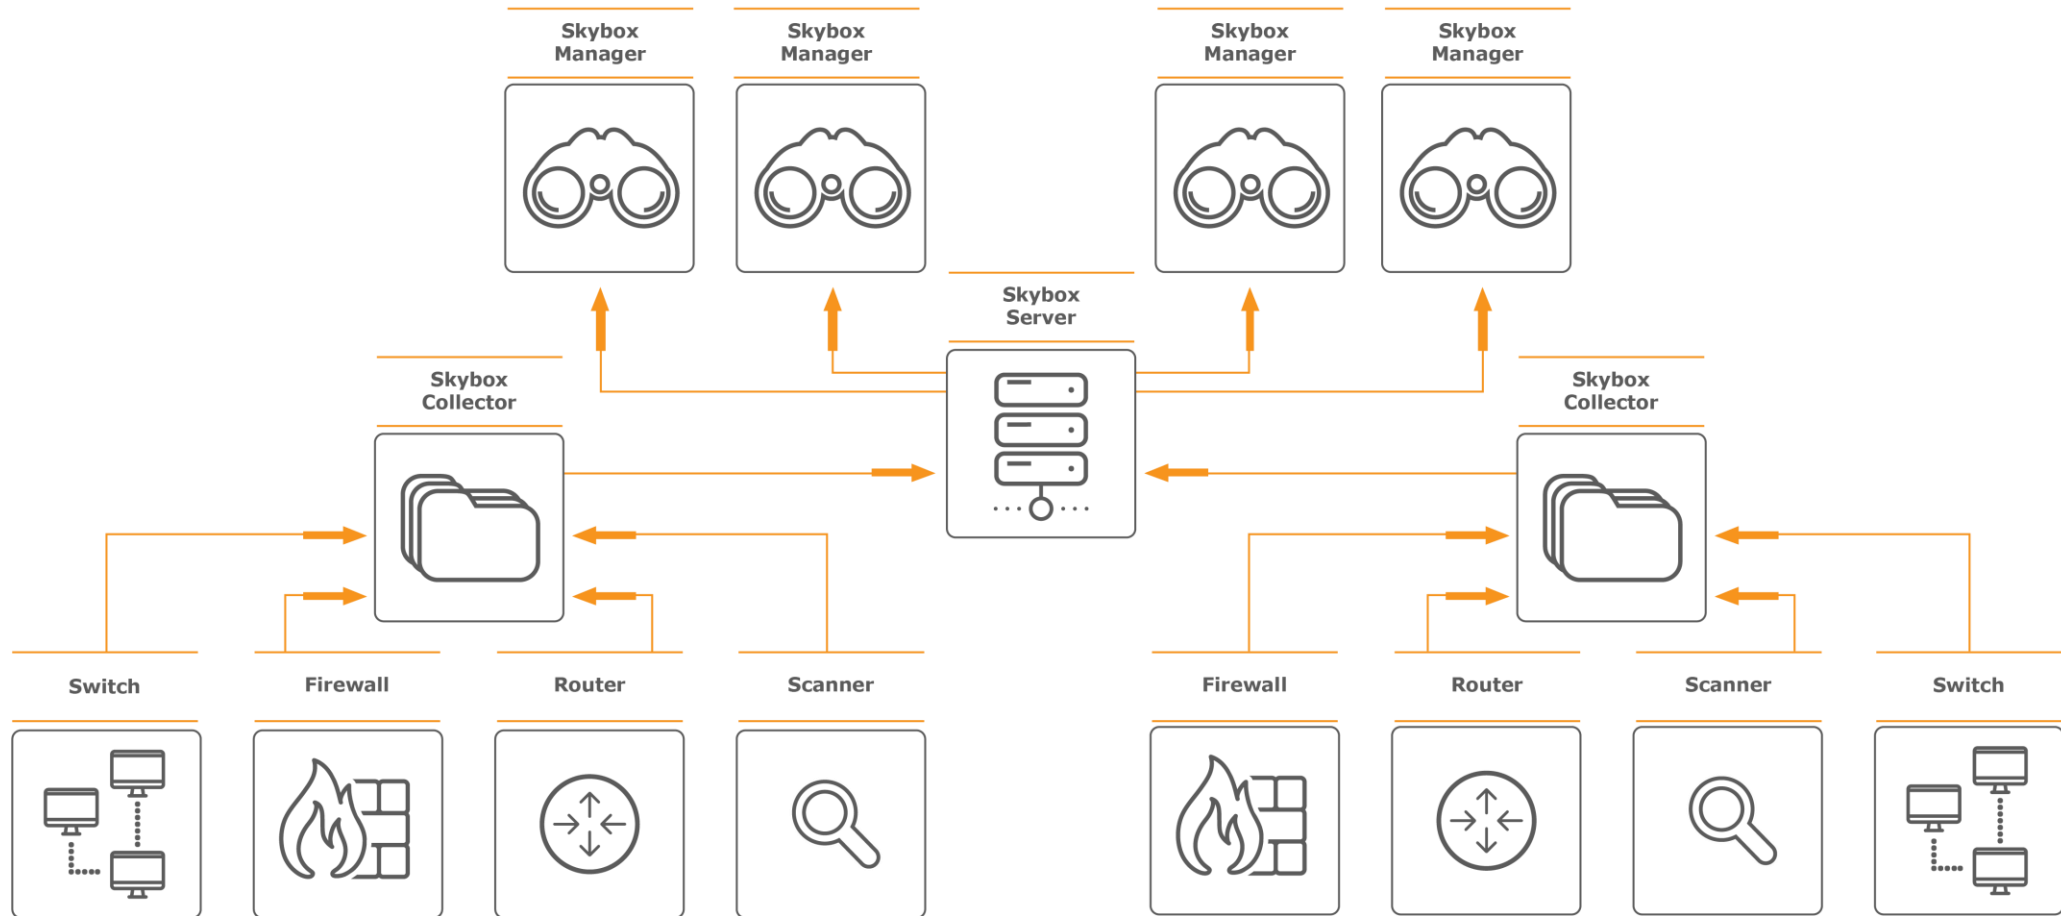 Skybox
Manager
Skybox
Manager
Skybox
Manager
Skybox
Manager
Skybox
Server
Skybox
Collector
Skybox
Collector
Switch
Firewall
Router
Scanner
Firewall
Router
Scanner
Switch